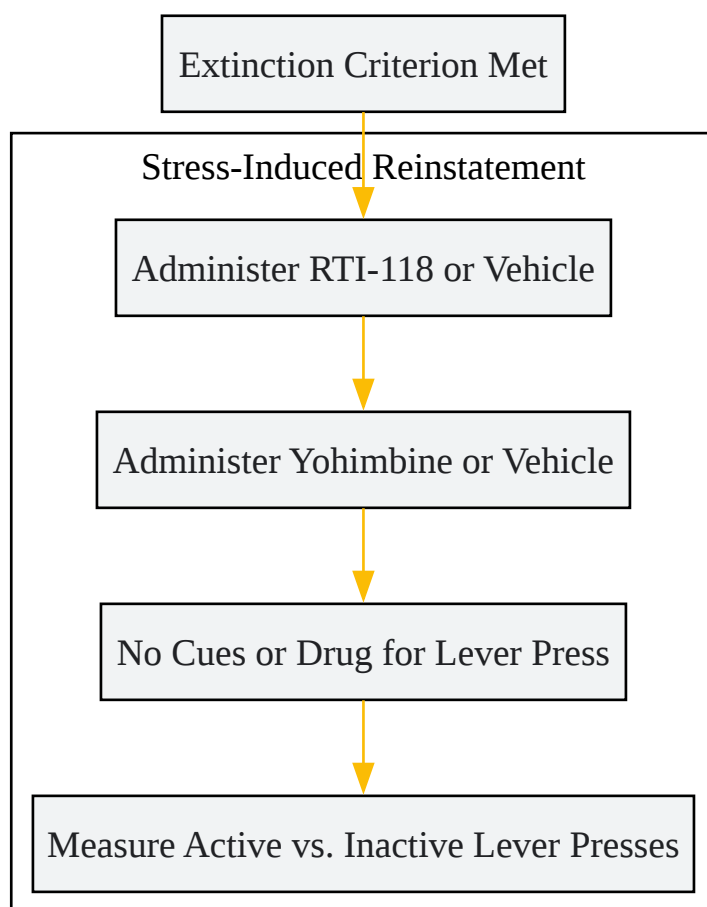 Extinction Criterion Met
Stress-Induced Reinstatement
Administer RTI-118 or Vehicle
Administer Yohimbine or Vehicle
No Cues or Drug for Lever Press
Measure Active vs. Inactive Lever Presses